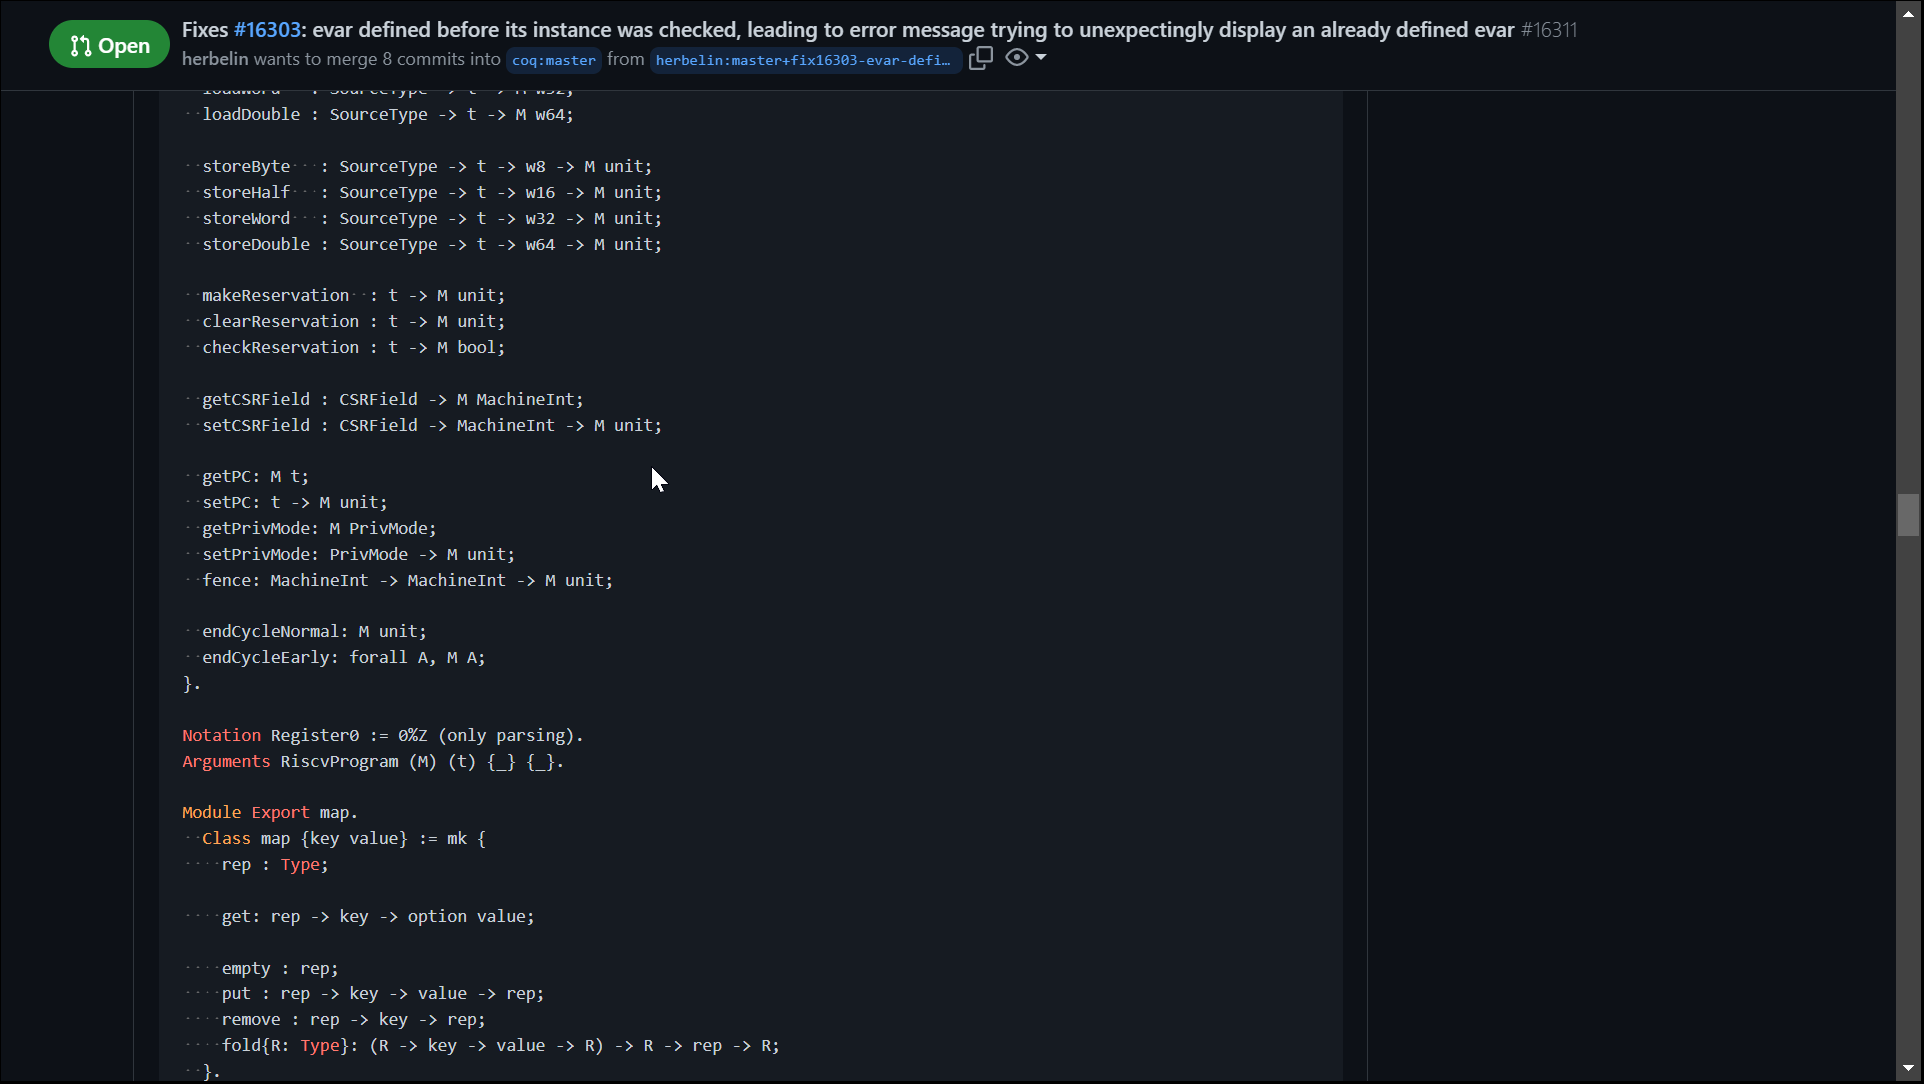 Open
Fixes #16303: evar defined before its instance was checked, leading to error message trying to unexpectingly display an already defined evar #16311
herbelin wants to merge 8 commits into coq:master from herbelin:master+fix16303-evar-defi…
loadDouble : SourceType -> t -> M w64;
storeByte   : SourceType -> t -> w8 -> M unit;
storeHalf   : SourceType -> t -> w16 -> M unit;
storeWord   : SourceType -> t -> w32 -> M unit;
storeDouble : SourceType -> t -> w64 -> M unit;
makeReservation  : t -> M unit;
clearReservation : t -> M unit;
checkReservation : t -> M bool;
getCSRField : CSRField -> M MachineInt;
setCSRField : CSRField -> MachineInt -> M unit;
getPC: M t;
setPC: t -> M unit;
getPrivMode: M PrivMode;
setPrivMode: PrivMode -> M unit;
fence: MachineInt -> MachineInt -> M unit;
endCycleNormal: M unit;
endCycleEarly: forall A, M A;
}.
Notation Register0 := 0%Z (only parsing).
Arguments RiscvProgram (M) (t) {_} {_}.
Module Export map.
Class map {key value} := mk {
rep : Type;
get: rep -> key -> option value;
empty : rep;
put : rep -> key -> value -> rep;
remove : rep -> key -> rep;
fold{R: Type}: (R -> key -> value -> R) -> R -> rep -> R;
}.